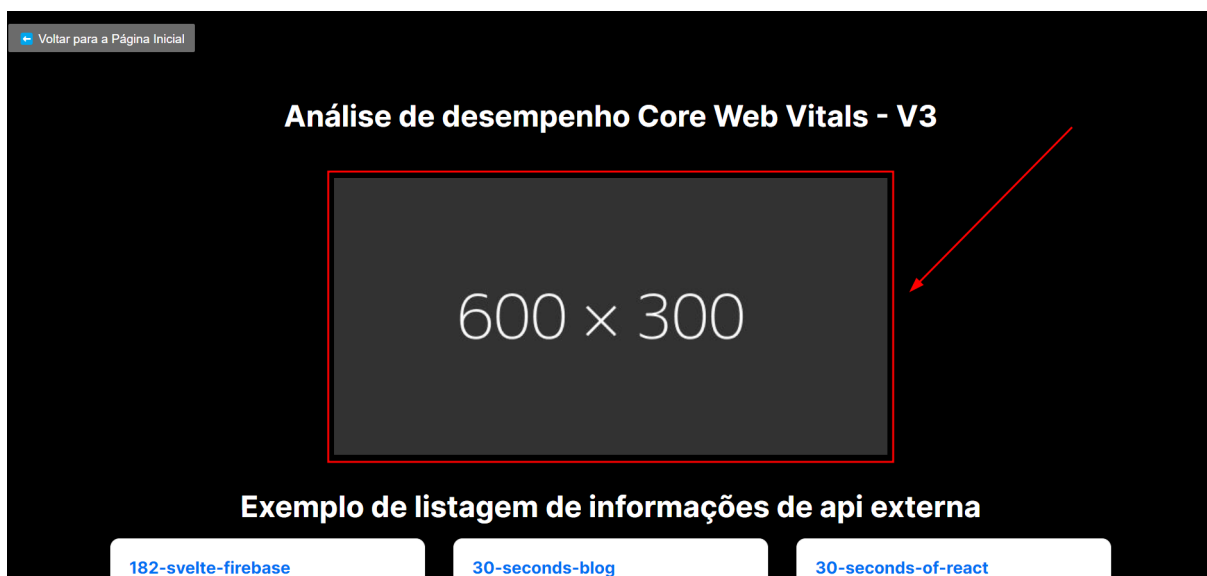 Voltar para a Página Inicial
Análise de desempenho Core Web Vitals - V3
600 × 300
Exemplo de listagem de informações de api externa
182-svelte-firebase
30-seconds-blog
30-seconds-of-react